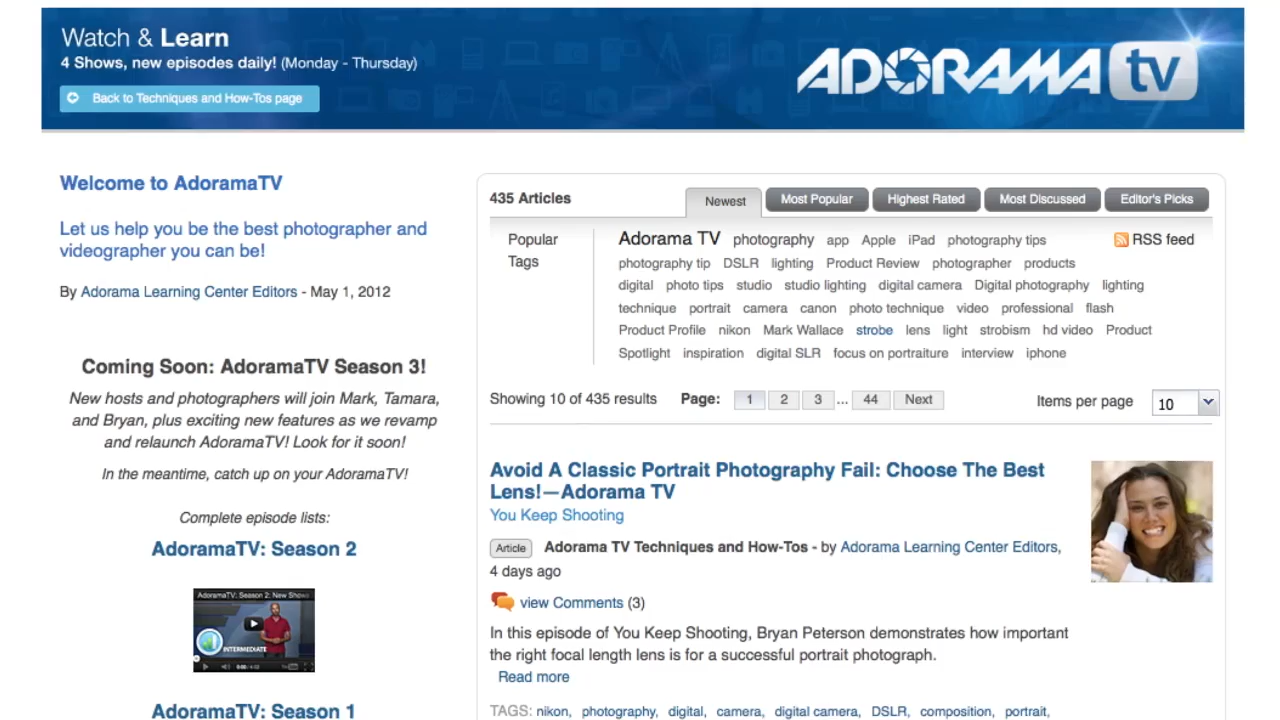 Watch & Learn
4 Shows, new episodes daily! (Monday - Thursday)
Back to Techniques and How-Tos page
ADORAMA tv
Welcome to AdoramaTV
Let us help you be the best photographer and
videographer you can be!
By Adorama Learning Center Editors - May 1, 2012
Coming Soon: AdoramaTV Season 3!
New hosts and photographers will join Mark, Tamara,
and Bryan, plus exciting new features as we revamp
and relaunch AdoramaTV! Look for it soon!
In the meantime, catch up on your AdoramaTV!
Complete episode lists:
AdoramaTV: Season 2
AdoramaTV: Season 2: New Show
INTERMEDIATE
AdoramaTV: Season 1
435 Articles
Newest
Most Popular
Highest Rated
Most Discussed
Editor's Picks
Popular
Tags
Adorama TV photography app Apple iPad photography tips
RSS feed
photography tip DSLR lighting Product Review photographer products
digital photo tips studio studio lighting digital camera Digital photography lighting
technique portrait camera canon photo technique video professional flash
Product Profile nikon Mark Wallace strobe lens light strobism hd video Product
Spotlight inspiration digital SLR focus on portraiture interview iphone
Showing 10 of 435 results Page: 1 2 3 ... 44 Next
Items per page 10
Avoid A Classic Portrait Photography Fail: Choose The Best
Lens!—Adorama TV
You Keep Shooting
Article Adorama TV Techniques and How-Tos - by Adorama Learning Center Editors,
4 days ago
view Comments (3)
In this episode of You Keep Shooting, Bryan Peterson demonstrates how important
the right focal length lens is for a successful portrait photograph.
Read more
TAGS: nikon, photography, digital, camera, digital camera, DSLR, composition, portrait,